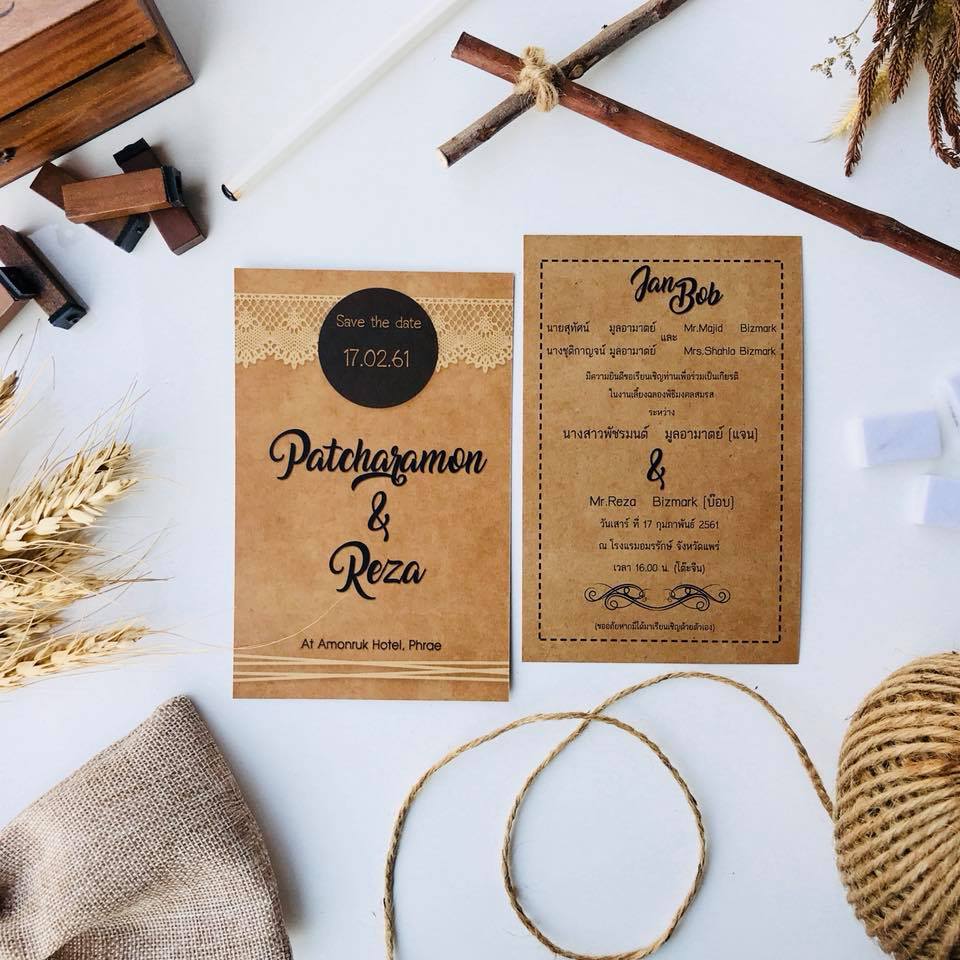 Save the date
17.02.61
Patcharamon
&
Reza
At Amonruk Hotel, Phrae
Jan Bob
นายสุทัศน์ มูลอามาตย์ และ Mr.Majid Bizmark
นางชุติกาญจน์ มูลอามาตย์ Mrs.Shahla Bizmark
มีความยินดีขอเรียนเชิญท่านเพื่อร่วมเป็นเกียรติ
ในงานเลี้ยงฉลองพิธีมงคลสมรส
ระหว่าง
นางสาวพัชรมนต์ มูลอามาตย์ (แจน)
&
Mr.Reza Bizmark (บ๊อบ)
วันเสาร์ ที่ 17 กุมภาพันธ์ 2561
ณ โรงแรมอมรรักษ์ จังหวัดแพร่
เวลา 16.00 น. (โต๊ะจีน)
(ขออภัยหากมิได้มาเรียนเชิญด้วยตัวเอง)